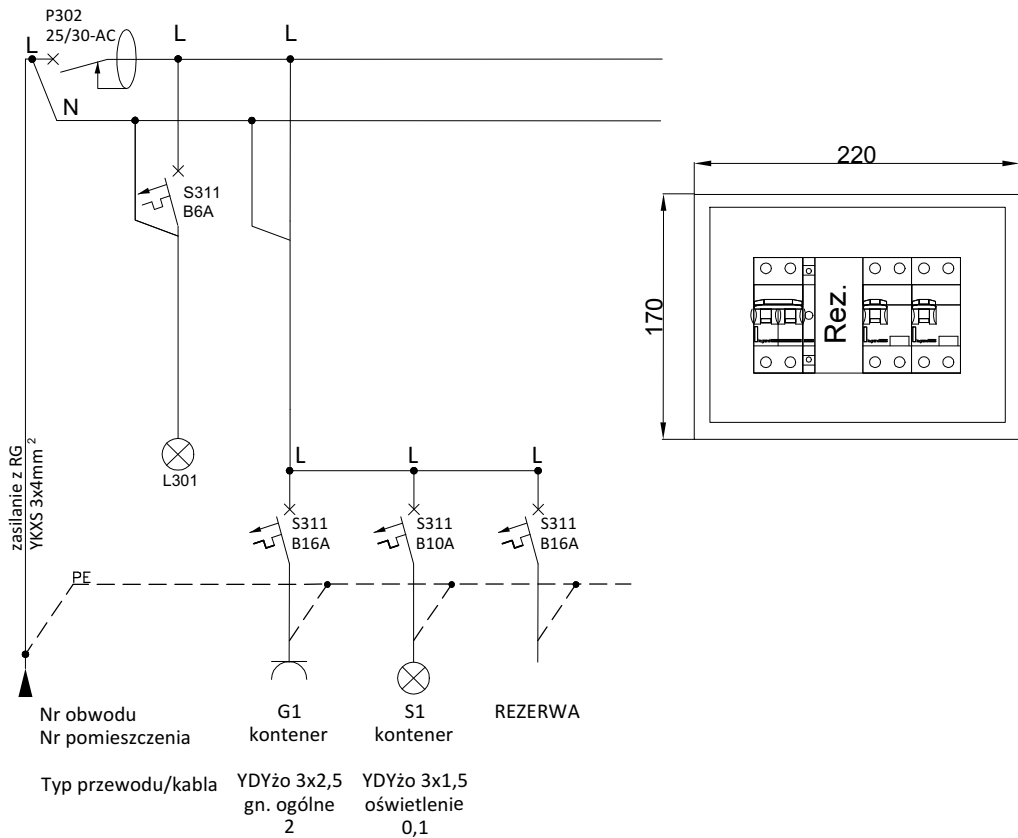 P302
25/30-AC
L
L
L
N
S311
B6A
L301
zasilanie z RG
YKXS 3x4mm²
L
L
L
S311
B16A
S311
B10A
S311
B16A
PE
Nr obwodu
Nr pomieszczenia
G1
kontener
S1
kontener
REZERWA
Typ przewodu/kabla
YDYżo 3x2,5
gn. ogólne
2
YDYżo 3x1,5
oświetlenie
0,1
220
170
Rez.